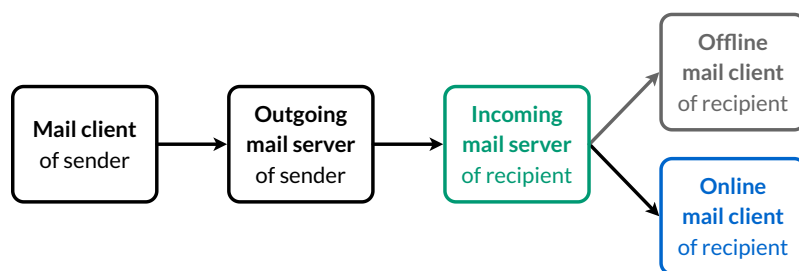 Mail client
of sender
Outgoing
mail server
of sender
Incoming
mail server
of recipient
Offline
mail client
of recipient
Online
mail client
of recipient